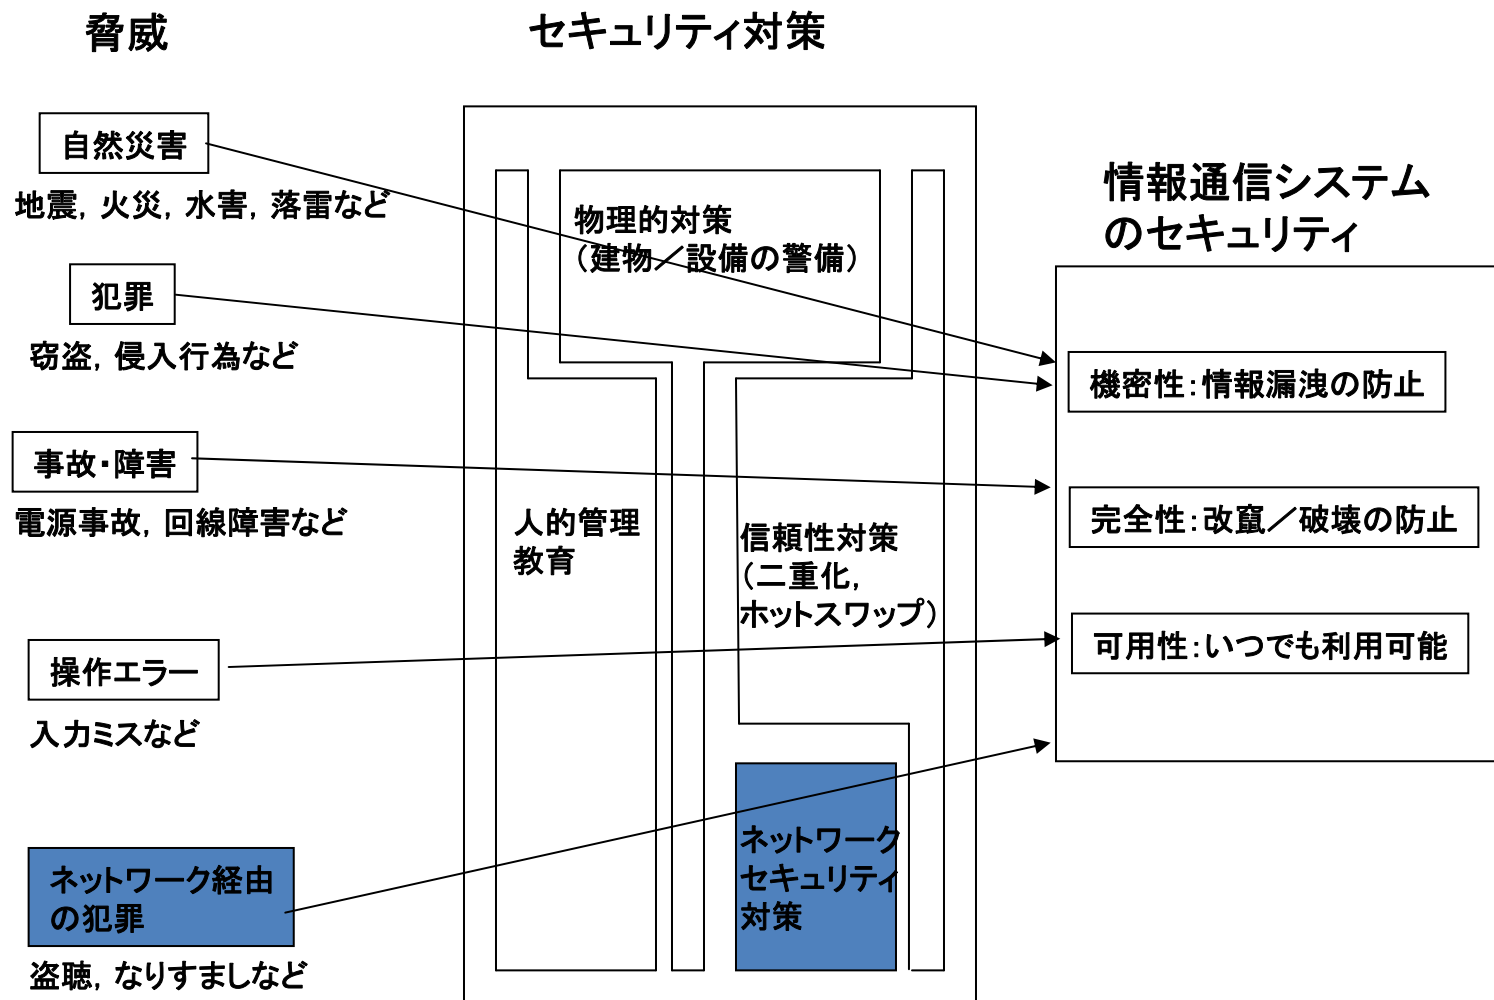 脅威
セキュリティ対策
自然災害
地震，火災，水害，落雷など
犯罪
窃盗，侵入行為など
事故・障害
電源事故，回線障害など
操作エラー
入力ミスなど
ネットワーク経由
の犯罪
盗聴，なりすましなど
物理的対策
（建物／設備の警備）
人的管理
教育
信頼性対策
（二重化，
ホットスワップ）
ネットワーク
セキュリティ
対策
情報通信システム
のセキュリティ
機密性：情報漏洩の防止
完全性：改竄／破壊の防止
可用性：いつでも利用可能